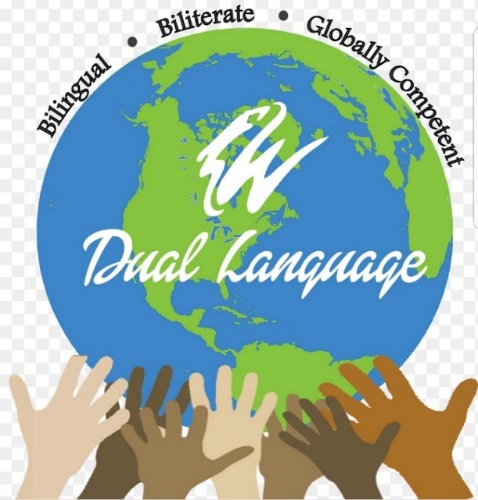 Bilingual • Biliterate • Globally Competent
EW
Dual Language